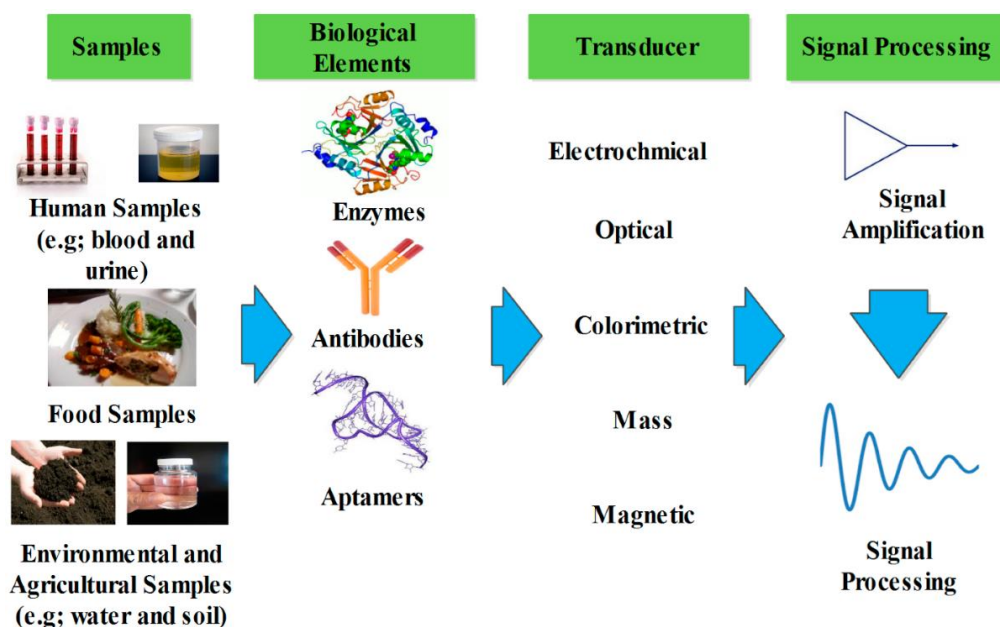 Samples
Biological
Elements
Transducer
Signal Processing
Human Samples
(e.g; blood and
urine)
Food Samples
Environmental and
Agricultural Samples
(e.g; water and soil)
Enzymes
Antibodies
Aptamers
Electrochmical
Optical
Colorimetric
Mass
Magnetic
Signal
Amplification
Signal
Processing